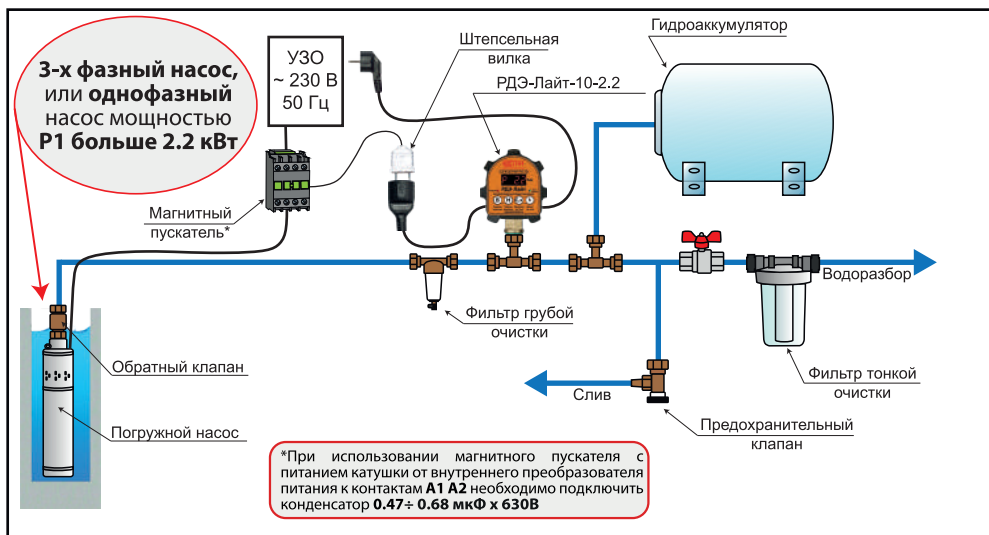 3-х фазный насос,
или однофазный
насос мощностью
P1 больше 2.2 кВт
УЗО
~ 230 В
50 Гц
Штепсельная
вилка
РДЭ-Лайт-10-2.2
Гидроаккумулятор
Магнитный
пускатель*
Водоразбор
Фильтр грубой
очистки
Обратный клапан
Фильтр тонкой
очистки
Слив
Предохранительный
клапан
Погружной насос
*При использовании магнитного пускателя с
питанием катушки от внутреннего преобразователя
питания к контактам А1 А2 необходимо подключить
конденсатор 0.47÷ 0.68 мкФ х 630В